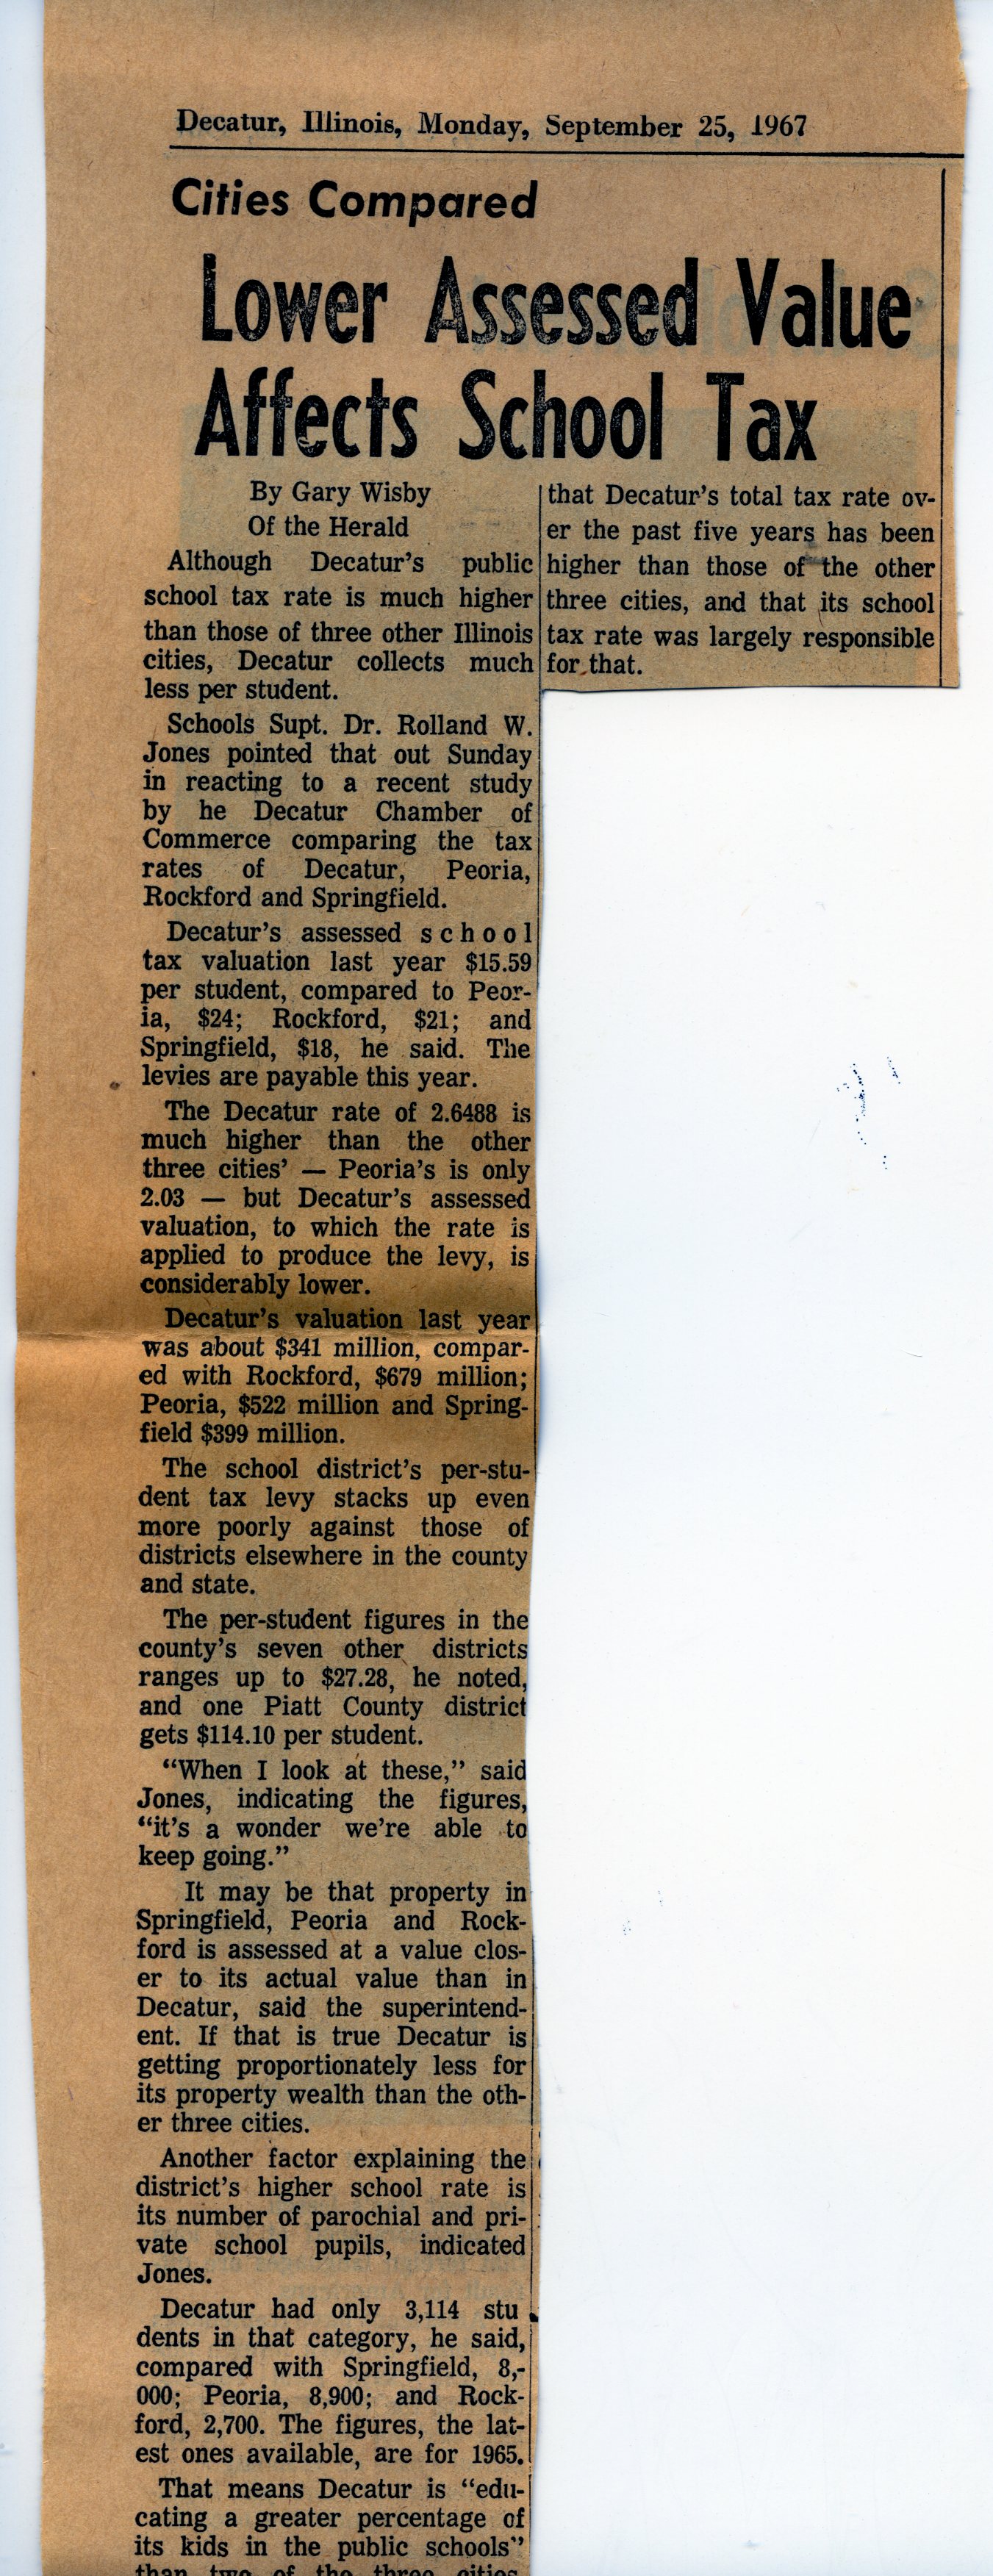 Decatur, Illinois, Monday, September 25, 1967
Cities Compared
Lower Assessed Value
Affects School Tax
By Gary Wisby
Of the Herald
Although Decatur's public
school tax rate is much higher
than those of three other Illinois
cities, Decatur collects much
less per student.
Schools Supt. Dr. Rolland W.
Jones pointed that out Sunday
in reacting to a recent study
by he Decatur Chamber of
Commerce comparing the tax
rates of Decatur, Peoria,
Rockford and Springfield.
Decatur's assessed school
tax valuation last year $15.59
per student, compared to Peor-
ia, $24; Rockford, $21; and
Springfield, $18, he said. The
levies are payable this year.
The Decatur rate of 2.6488 is
much higher than the other
three cities' — Peoria's is only
2.03 — but Decatur's assessed
valuation, to which the rate is
applied to produce the levy, is
considerably lower.
Decatur's valuation last year
was about $341 million, compar-
ed with Rockford, $679 million;
Peoria, $522 million and Spring-
field $399 million.
The school district's per-stu-
dent tax levy stacks up even
more poorly against those of
districts elsewhere in the county
and state.
The per-student figures in the
county's seven other districts
ranges up to $27.28, he noted,
and one Piatt County district
gets $114.10 per student.
"When I look at these," said
Jones, indicating the figures,
"it's a wonder we're able to
keep going."
It may be that property in
Springfield, Peoria and Rock-
ford is assessed at a value clos-
er to its actual value than in
Decatur, said the superintend-
ent. If that is true Decatur is
getting proportionately less for
its property wealth than the oth-
er three cities.
Another factor explaining the
district's higher school rate is
its number of parochial and pri-
vate school pupils, indicated
Jones.
Decatur had only 3,114 stu
dents in that category, he said,
compared with Springfield, 8,-
000; Peoria, 8,900; and Rock-
ford, 2,700. The figures, the lat-
est ones available, are for 1965.
That means Decatur is "edu-
cating a greater percentage of
its kids in the public schools"
than two of the three cities
that Decatur's total tax rate ov-
er the past five years has been
higher than those of the other
three cities, and that its school
tax rate was largely responsible
for that.